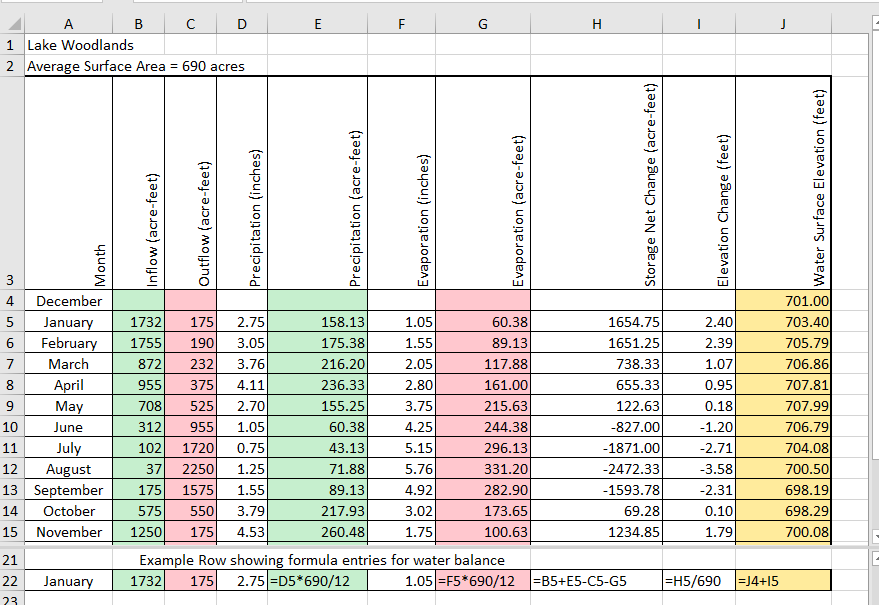 A B C D E F G H I J
1 Lake Woodlands
2 Average Surface Area = 690 acres
3 Month Inflow (acre-feet) Outflow (acre-feet) Precipitation (inches) Precipitation (acre-feet) Evaporation (inches) Evaporation (acre-feet) Storage Net Change (acre-feet) Elevation Change (feet) Water Surface Elevation (feet)
4 December 701.00
5 January 1732 175 2.75 158.13 1.05 60.38 1654.75 2.40 703.40
6 February 1755 190 3.05 175.38 1.55 89.13 1651.25 2.39 705.79
7 March 872 232 3.76 216.20 2.05 117.88 738.33 1.07 706.86
8 April 955 375 4.11 236.33 2.80 161.00 655.33 0.95 707.81
9 May 708 525 2.70 155.25 3.75 215.63 122.63 0.18 707.99
10 June 312 955 1.05 60.38 4.25 244.38 -827.00 -1.20 706.79
11 July 102 1720 0.75 43.13 5.15 296.13 -1871.00 -2.71 704.08
12 August 37 2250 1.25 71.88 5.76 331.20 -2472.33 -3.58 700.50
13 September 175 1575 1.55 89.13 4.92 282.90 -1593.78 -2.31 698.19
14 October 575 550 3.79 217.93 3.02 173.65 69.28 0.10 698.29
15 November 1250 175 4.53 260.48 1.75 100.63 1234.85 1.79 700.08
21 Example Row showing formula entries for water balance
22 January 1732 175 2.75 =D5*690/12 1.05 =F5*690/12 =B5+E5-C5-G5 =H5/690 =J4+I5
23